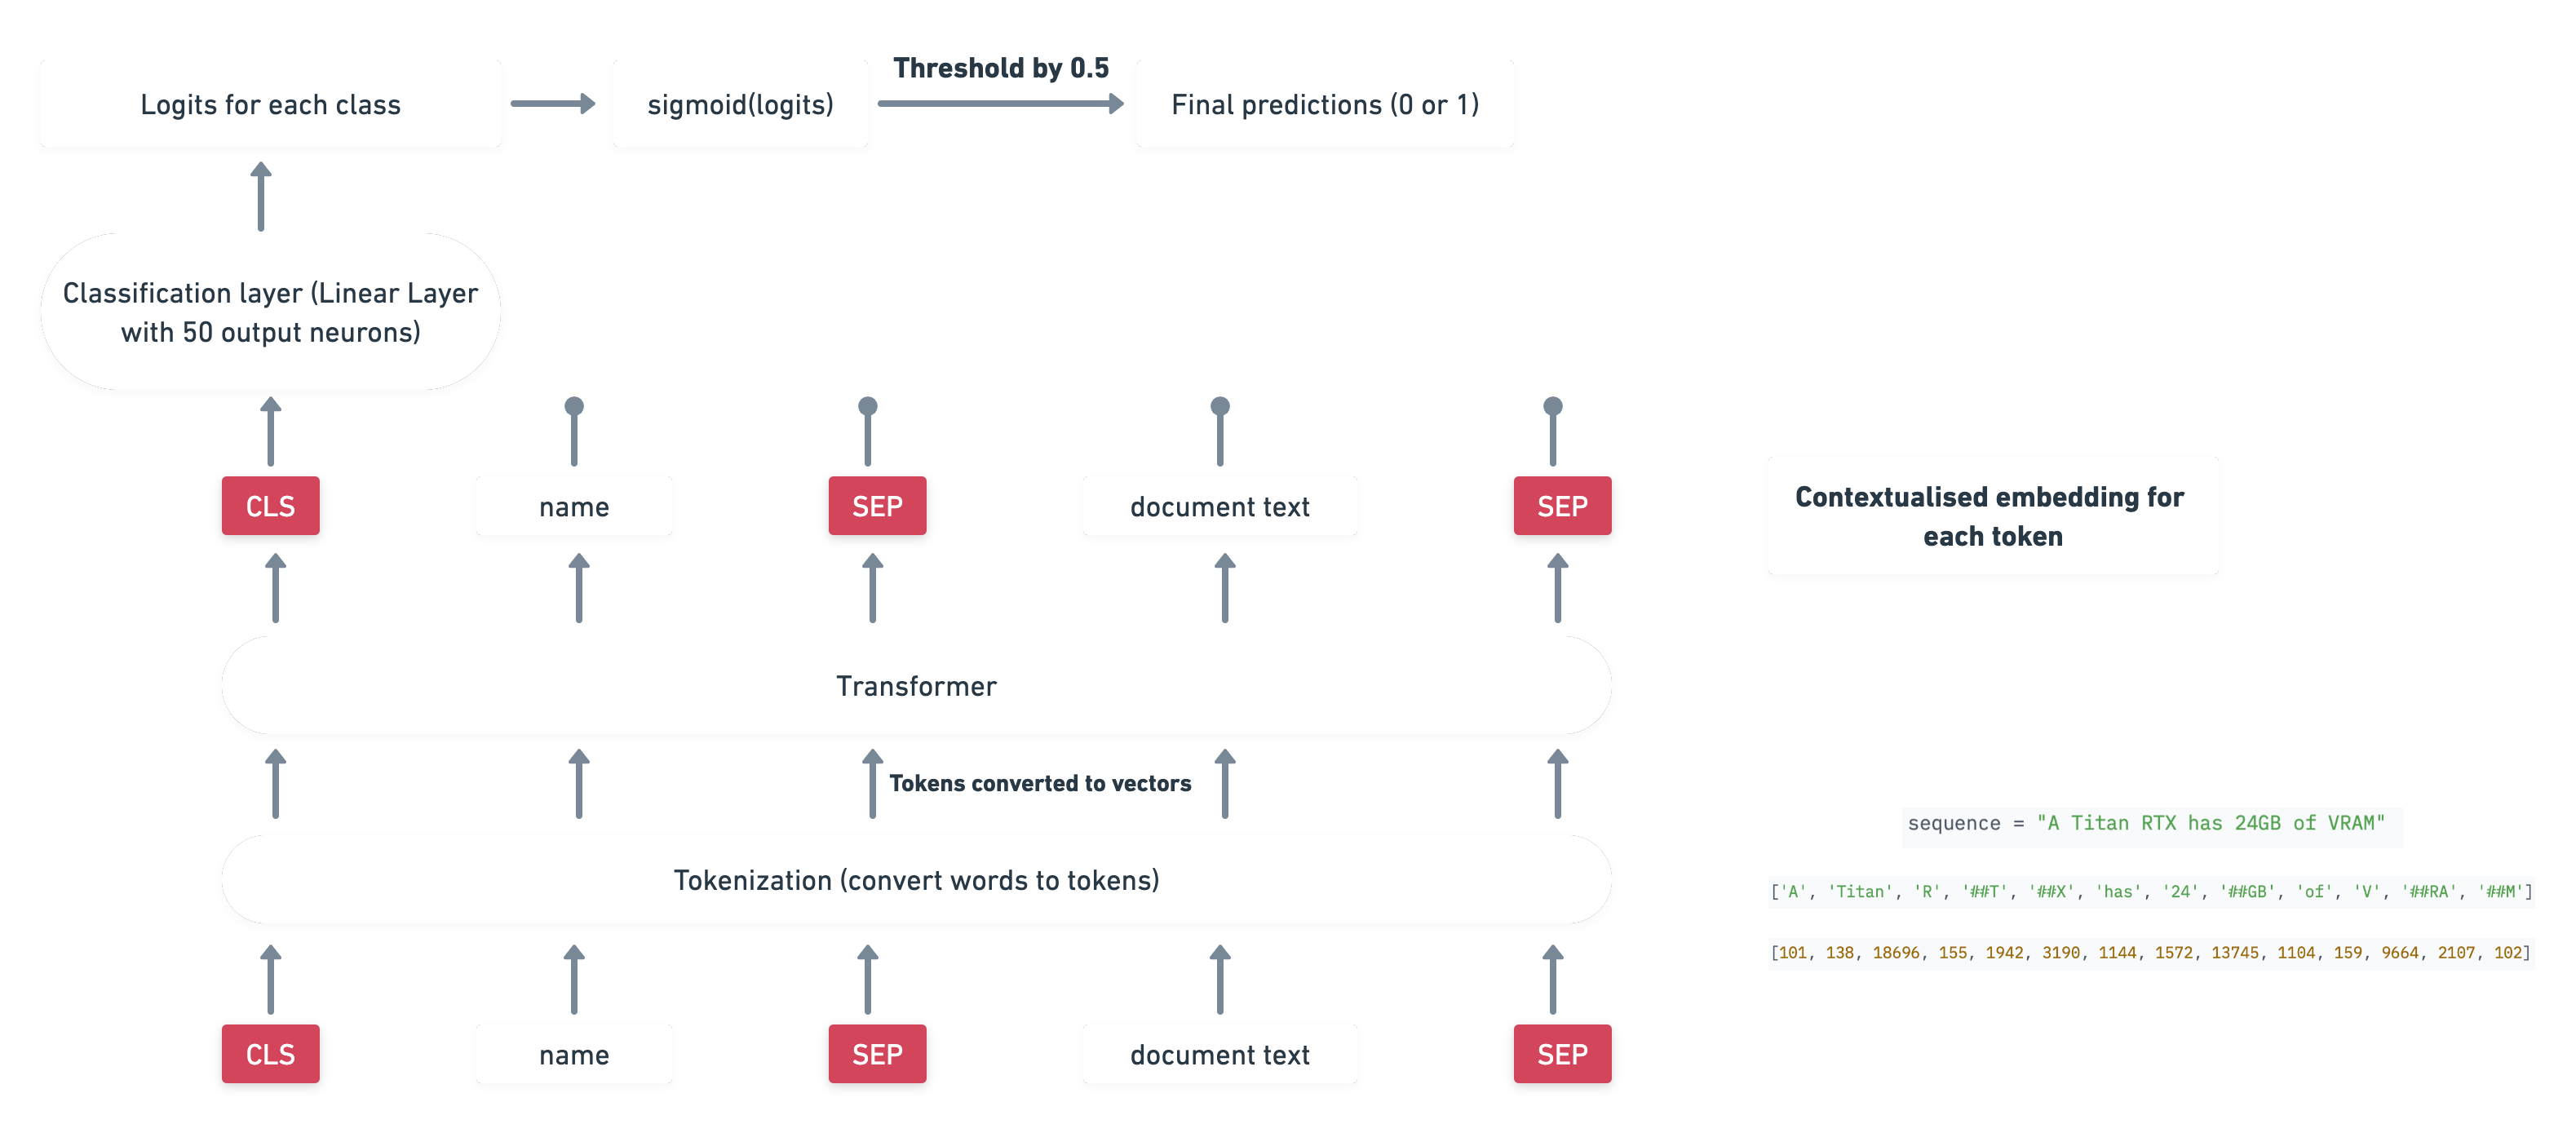 Threshold by 0.5
Logits for each class
sigmoid(logits)
Final predictions (0 or 1)
Classification layer (Linear Layer
with 50 output neurons)
CLS
name
SEP
document text
SEP
Contextualised embedding for
each token
Transformer
Tokens converted to vectors
sequence = "A Titan RTX has 24GB of VRAM"
Tokenization (convert words to tokens)
['A', 'Titan', 'R', '##T', '##X', 'has', '24', '##GB', 'of', 'V', '##RA', '##M']
[101, 138, 18696, 155, 1942, 3190, 1144, 1572, 13745, 1104, 159, 9664, 2107, 102]
CLS
name
SEP
document text
SEP